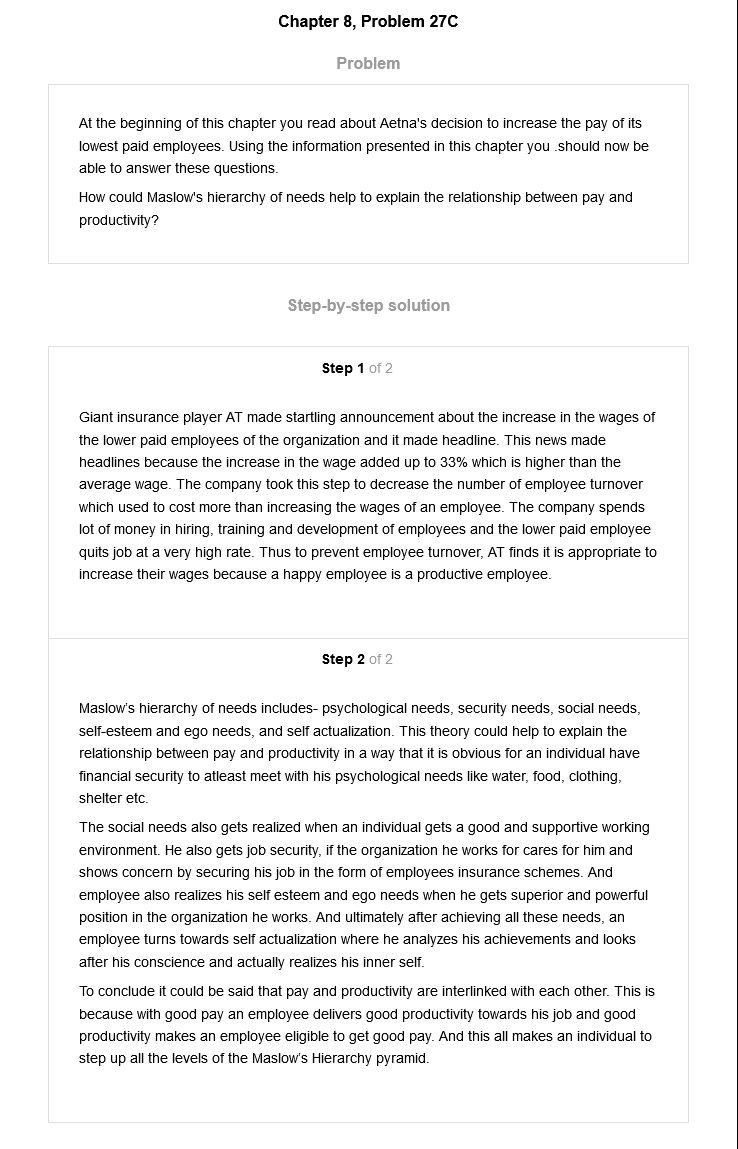 Chapter 8, Problem 27C
Problem
At the beginning of this chapter you read about Aetna's decision to increase the pay of its
lowest paid employees. Using the information presented in this chapter you .should now be
able to answer these questions.
How could Maslow's hierarchy of needs help to explain the relationship between pay and
productivity?
Step-by-step solution
Step 1 of 2
Giant insurance player AT made startling announcement about the increase in the wages of
the lower paid employees of the organization and it made headline. This news made
headlines because the increase in the wage added up to 33% which is higher than the
average wage. The company took this step to decrease the number of employee turnover
which used to cost more than increasing the wages of an employee. The company spends
lot of money in hiring, training and development of employees and the lower paid employee
quits job at a very high rate. Thus to prevent employee turnover, AT finds it is appropriate to
increase their wages because a happy employee is a productive employee.
Step 2 of 2
Maslow’s hierarchy of needs includes- psychological needs, security needs, social needs,
self-esteem and ego needs, and self actualization. This theory could help to explain the
relationship between pay and productivity in a way that it is obvious for an individual have
financial security to atleast meet with his psychological needs like water, food, clothing,
shelter etc.
The social needs also gets realized when an individual gets a good and supportive working
environment. He also gets job security, if the organization he works for cares for him and
shows concern by securing his job in the form of employees insurance schemes. And
employee also realizes his self esteem and ego needs when he gets superior and powerful
position in the organization he works. And ultimately after achieving all these needs, an
employee turns towards self actualization where he analyzes his achievements and looks
after his conscience and actually realizes his inner self.
To conclude it could be said that pay and productivity are interlinked with each other. This is
because with good pay an employee delivers good productivity towards his job and good
productivity makes an employee eligible to get good pay. And this all makes an individual to
step up all the levels of the Maslow’s Hierarchy pyramid.